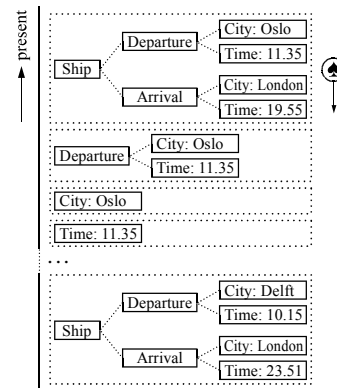 present
City: Oslo
Departure
Time: 11.35
Ship
City: London
Arrival
Time: 19.55
City: Oslo
Departure
Time: 11.35
City: Oslo
Time: 11.35
...
City: Delft
Departure
Time: 10.15
Ship
City: London
Arrival
Time: 23.51